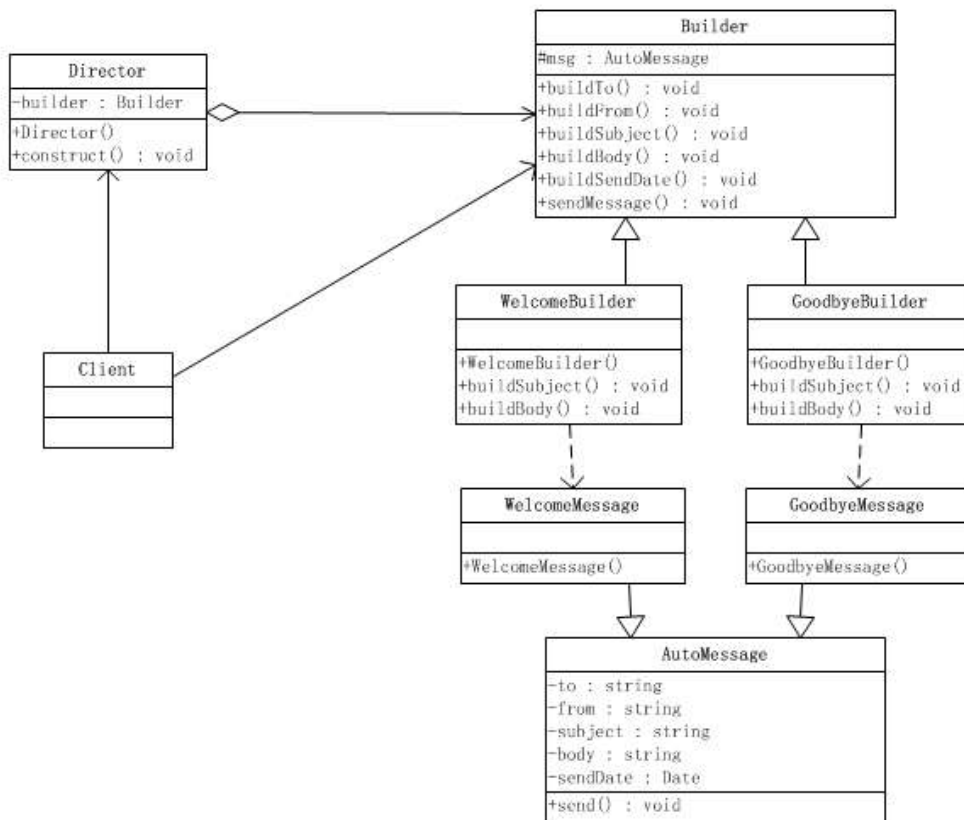 Director
-builder : Builder
+Director()
+construct() : void
Builder
#msg : AutoMessage
+buildTo() : void
+buildFrom() : void
+buildSubject() : void
+buildBody() : void
+buildSendDate() : void
+sendMessage() : void
Client
WelcomeBuilder
+WelcomeBuilder()
+buildSubject() : void
+buildBody() : void
GoodbyeBuilder
+GoodbyeBuilder()
+buildSubject() : void
+buildBody() : void
WelcomeMessage
+WelcomeMessage()
GoodbyeMessage
+GoodbyeMessage()
AutoMessage
-to : string
-from : string
-subject : string
-body : string
-sendDate : Date
+send() : void